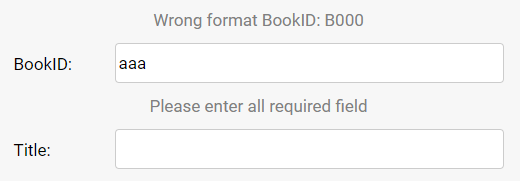 Wrong format BookID: B000
BookID: aaa
Please enter all required field
Title: